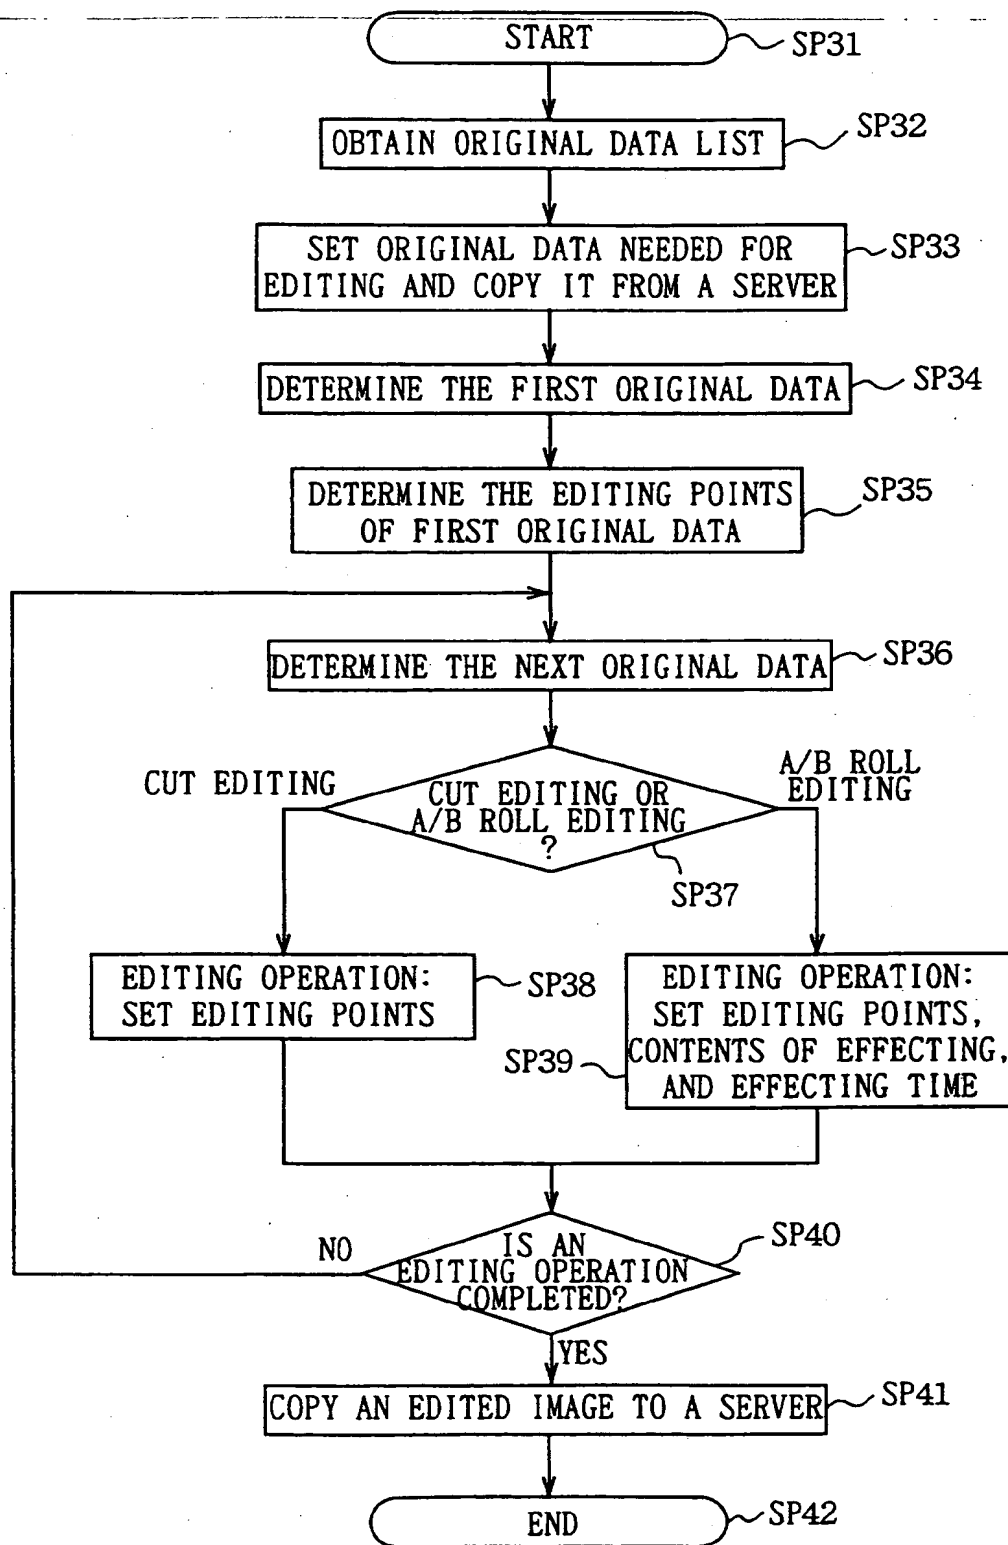 START
SP31
OBTAIN ORIGINAL DATA LIST
SP32
SET ORIGINAL DATA NEEDED FOR
EDITING AND COPY IT FROM A SERVER
SP33
DETERMINE THE FIRST ORIGINAL DATA
SP34
DETERMINE THE EDITING POINTS
OF FIRST ORIGINAL DATA
SP35
DETERMINE THE NEXT ORIGINAL DATA
SP36
CUT EDITING
CUT EDITING OR
A/B ROLL EDITING
?
A/B ROLL
EDITING
SP37
EDITING OPERATION:
SET EDITING POINTS
SP38
EDITING OPERATION:
SET EDITING POINTS,
CONTENTS OF EFFECTING,
AND EFFECTING TIME
SP39
NO
IS AN
EDITING OPERATION
COMPLETED?
SP40
YES
COPY AN EDITED IMAGE TO A SERVER
SP41
END
SP42